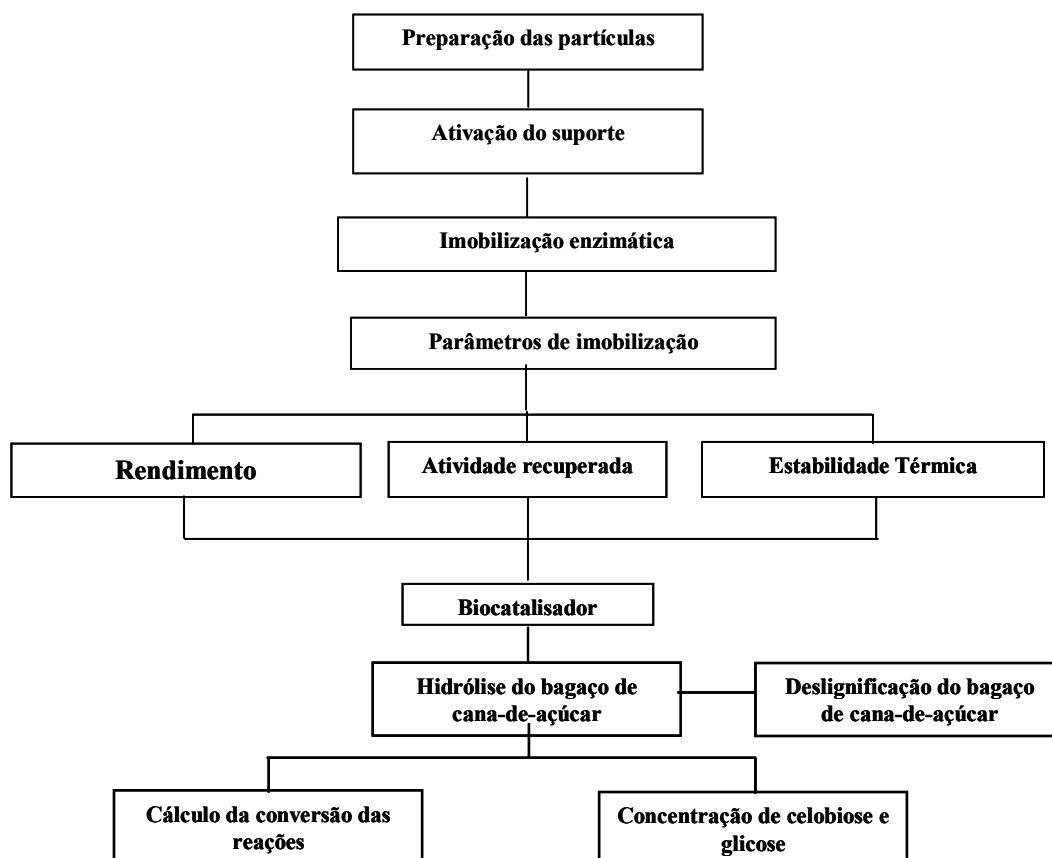 Preparação das partículas
Ativação do suporte
Imobilização enzimática
Parâmetros de imobilização
Rendimento
Atividade recuperada
Estabilidade Térmica
Biocatalisador
Hidrólise do bagaço de
cana-de-açúcar
Deslignificação do bagaço
de cana-de-açúcar
Cálculo da conversão das
reações
Concentração de celobiose e
glicose